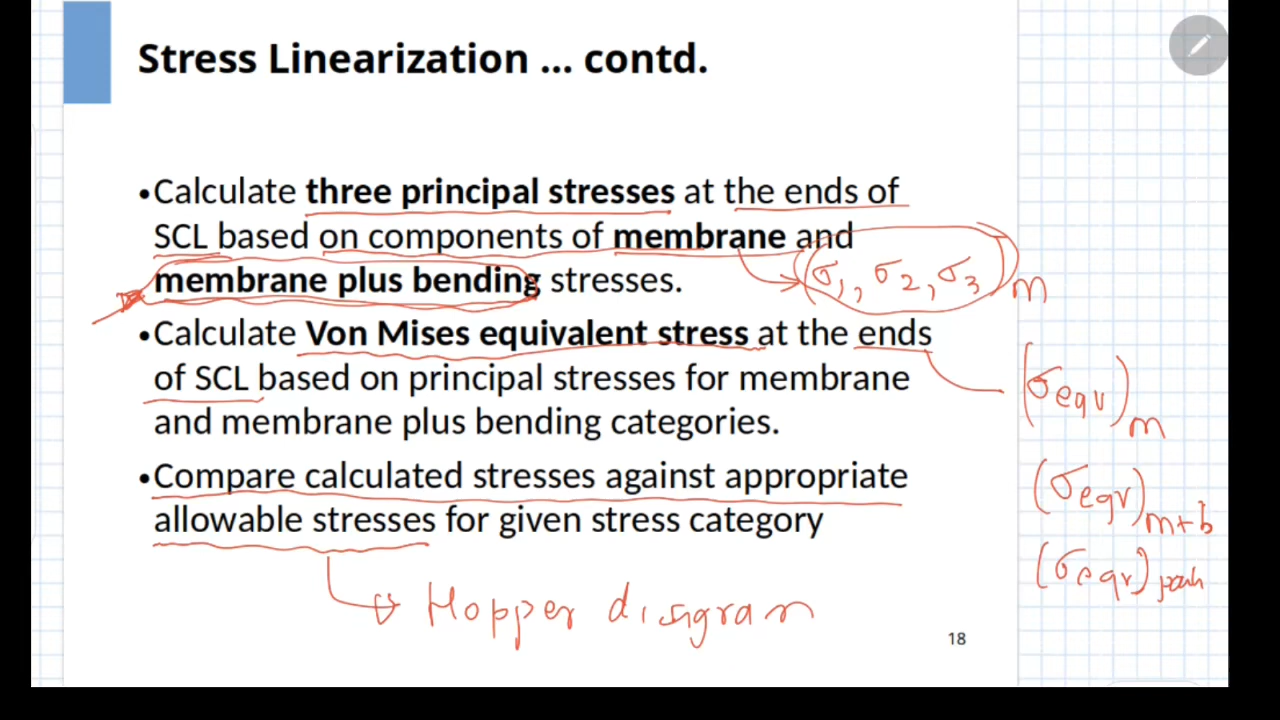 Stress Linearization ... contd.
•Calculate three principal stresses at the ends of
SCL based on components of membrane and
membrane plus bending stresses.
(σ1, σ2, σ3)m
•Calculate Von Mises equivalent stress at the ends
of SCL based on principal stresses for membrane
and membrane plus bending categories.
(σeqv)m
(σeqv)m+b
(σeqv)
•Compare calculated stresses against appropriate
allowable stresses for given stress category
Hopper diagram
18